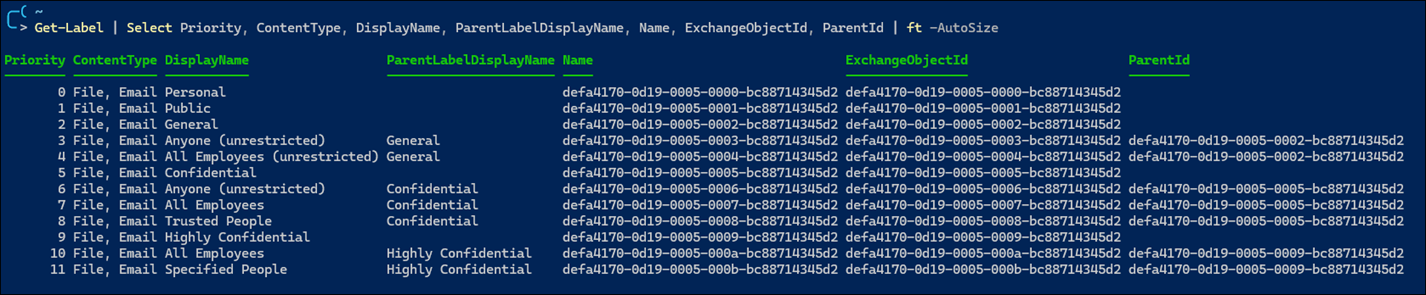 ~
> Get-Label | Select Priority, ContentType, DisplayName, ParentLabelDisplayName, Name, ExchangeObjectId, ParentId | ft -AutoSize
Priority ContentType DisplayName ParentLabelDisplayName Name ExchangeObjectId ParentId
0 File, Email Personal defa4170-0d19-0005-0000-bc88714345d2 defa4170-0d19-0005-0000-bc88714345d2
1 File, Email Public defa4170-0d19-0005-0001-bc88714345d2 defa4170-0d19-0005-0001-bc88714345d2
2 File, Email General defa4170-0d19-0005-0002-bc88714345d2 defa4170-0d19-0005-0002-bc88714345d2
3 File, Email Anyone (unrestricted) General defa4170-0d19-0005-0003-bc88714345d2 defa4170-0d19-0005-0003-bc88714345d2 defa4170-0d19-0005-0002-bc88714345d2
4 File, Email All Employees (unrestricted) General defa4170-0d19-0005-0004-bc88714345d2 defa4170-0d19-0005-0004-bc88714345d2 defa4170-0d19-0005-0002-bc88714345d2
5 File, Email Confidential defa4170-0d19-0005-0005-bc88714345d2 defa4170-0d19-0005-0005-bc88714345d2
6 File, Email Anyone (unrestricted) Confidential defa4170-0d19-0005-0006-bc88714345d2 defa4170-0d19-0005-0006-bc88714345d2 defa4170-0d19-0005-0005-bc88714345d2
7 File, Email All Employees Confidential defa4170-0d19-0005-0007-bc88714345d2 defa4170-0d19-0005-0007-bc88714345d2 defa4170-0d19-0005-0005-bc88714345d2
8 File, Email Trusted People Confidential defa4170-0d19-0005-0008-bc88714345d2 defa4170-0d19-0005-0008-bc88714345d2 defa4170-0d19-0005-0005-bc88714345d2
9 File, Email Highly Confidential defa4170-0d19-0005-0009-bc88714345d2 defa4170-0d19-0005-0009-bc88714345d2
10 File, Email All Employees Highly Confidential defa4170-0d19-0005-000a-bc88714345d2 defa4170-0d19-0005-000a-bc88714345d2 defa4170-0d19-0005-0009-bc88714345d2
11 File, Email Specified People Highly Confidential defa4170-0d19-0005-000b-bc88714345d2 defa4170-0d19-0005-000b-bc88714345d2 defa4170-0d19-0005-0009-bc88714345d2